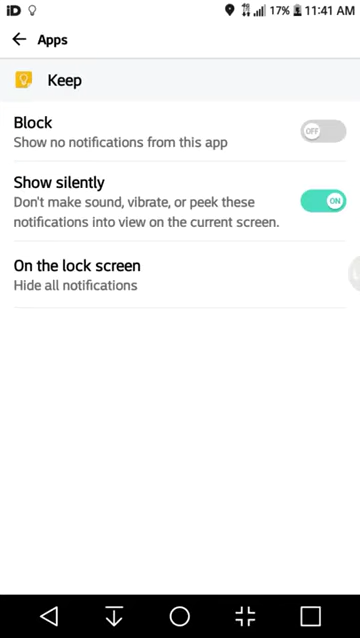 iD 4G 17% 11:41 AM
Apps
Keep
Block
Show no notifications from this app
OFF
Show silently
Don't make sound, vibrate, or peek these
notifications into view on the current screen.
ON
On the lock screen
Hide all notifications